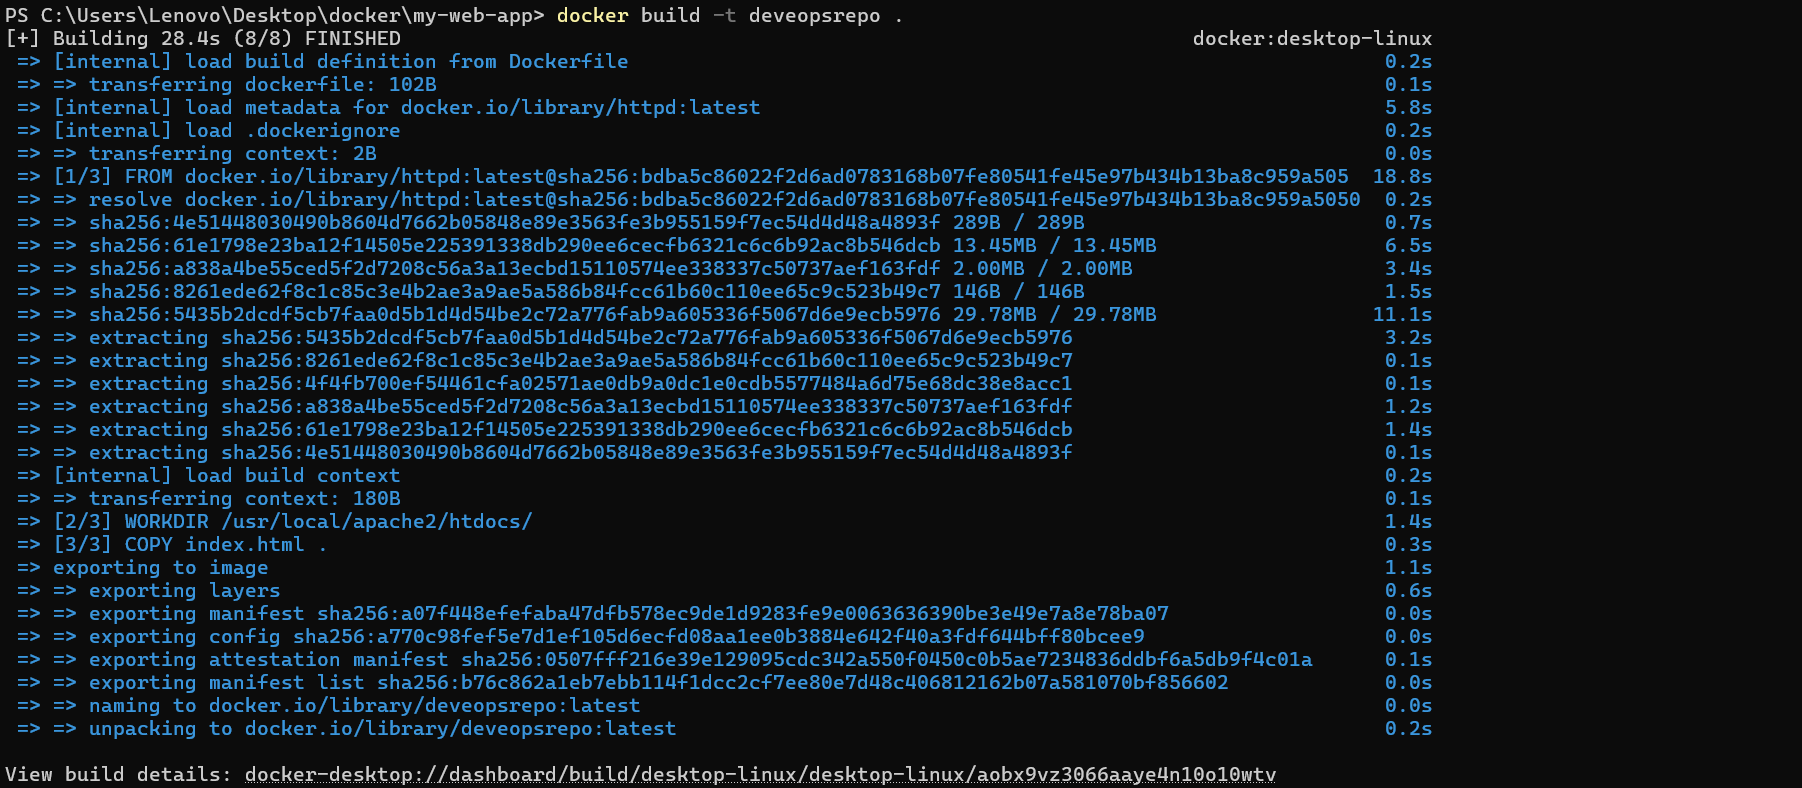 PS C:\Users\Lenovo\Desktop\docker\my-web-app> docker build -t deveopsrepo .
[+] Building 28.4s (8/8) FINISHED docker:desktop-linux
=> [internal] load build definition from Dockerfile 0.2s
=> => transferring dockerfile: 102B 0.1s
=> [internal] load metadata for docker.io/library/httpd:latest 5.8s
=> [internal] load .dockerignore 0.2s
=> => transferring context: 2B 0.0s
=> [1/3] FROM docker.io/library/httpd:latest@sha256:bdba5c86022f2d6ad0783168b07fe80541fe45e97b434b13ba8c959a505 18.8s
=> => resolve docker.io/library/httpd:latest@sha256:bdba5c86022f2d6ad0783168b07fe80541fe45e97b434b13ba8c959a5050 0.2s
=> => sha256:4e51448030490b8604d7662b05848e89e3563fe3b955159f7ec54d4d48a4893f 289B / 289B 0.7s
=> => sha256:61e1798e23ba12f14505e225391338db290ee6cecfb6321c6c6b92ac8b546dcb 13.45MB / 13.45MB 6.5s
=> => sha256:a838a4be55ced5f2d7208c56a3a13ecbd15110574ee338337c50737aef163fdf 2.00MB / 2.00MB 3.4s
=> => sha256:8261ede62f8c1c85c3e4b2ae3a9ae5a586b84fcc61b60c110ee65c9c523b49c7 146B / 146B 1.5s
=> => sha256:5435b2dcdf5cb7faa0d5b1d4d54be2c72a776fab9a605336f5067d6e9ecb5976 29.78MB / 29.78MB 11.1s
=> => extracting sha256:5435b2dcdf5cb7faa0d5b1d4d54be2c72a776fab9a605336f5067d6e9ecb5976 3.2s
=> => extracting sha256:8261ede62f8c1c85c3e4b2ae3a9ae5a586b84fcc61b60c110ee65c9c523b49c7 0.1s
=> => extracting sha256:4f4fb700ef54461cfa02571ae0db9a0dc1e0cdb5577484a6d75e68dc38e8acc1 0.1s
=> => extracting sha256:a838a4be55ced5f2d7208c56a3a13ecbd15110574ee338337c50737aef163fdf 1.2s
=> => extracting sha256:61e1798e23ba12f14505e225391338db290ee6cecfb6321c6c6b92ac8b546dcb 1.4s
=> => extracting sha256:4e51448030490b8604d7662b05848e89e3563fe3b955159f7ec54d4d48a4893f 0.1s
=> [internal] load build context 0.2s
=> => transferring context: 180B 0.1s
=> [2/3] WORKDIR /usr/local/apache2/htdocs/ 1.4s
=> [3/3] COPY index.html . 0.3s
=> exporting to image 1.1s
=> => exporting layers 0.6s
=> => exporting manifest sha256:a07f448efefaba47dfb578ec9de1d9283fe9e0063636390be3e49e7a8e78ba07 0.0s
=> => exporting config sha256:a770c98fef5e7d1ef105d6ecfd08aa1ee0b3884e642f40a3fdf644bff80bcee9 0.0s
=> => exporting attestation manifest sha256:0507fff216e39e129095cdc342a550f0450c0b5ae7234836ddbf6a5db9f4c01a 0.1s
=> => exporting manifest list sha256:b76c862a1eb7ebb114f1dcc2cf7ee80e7d48c406812162b07a581070bf856602 0.0s
=> => naming to docker.io/library/deveopsrepo:latest 0.0s
=> => unpacking to docker.io/library/deveopsrepo:latest 0.2s
View build details: docker-desktop://dashboard/build/desktop-linux/desktop-linux/aobx9vz3066aaye4n10o10wtv